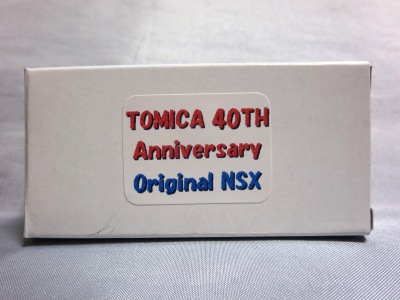 TOMICA 40TH
Anniversary
Original NSX